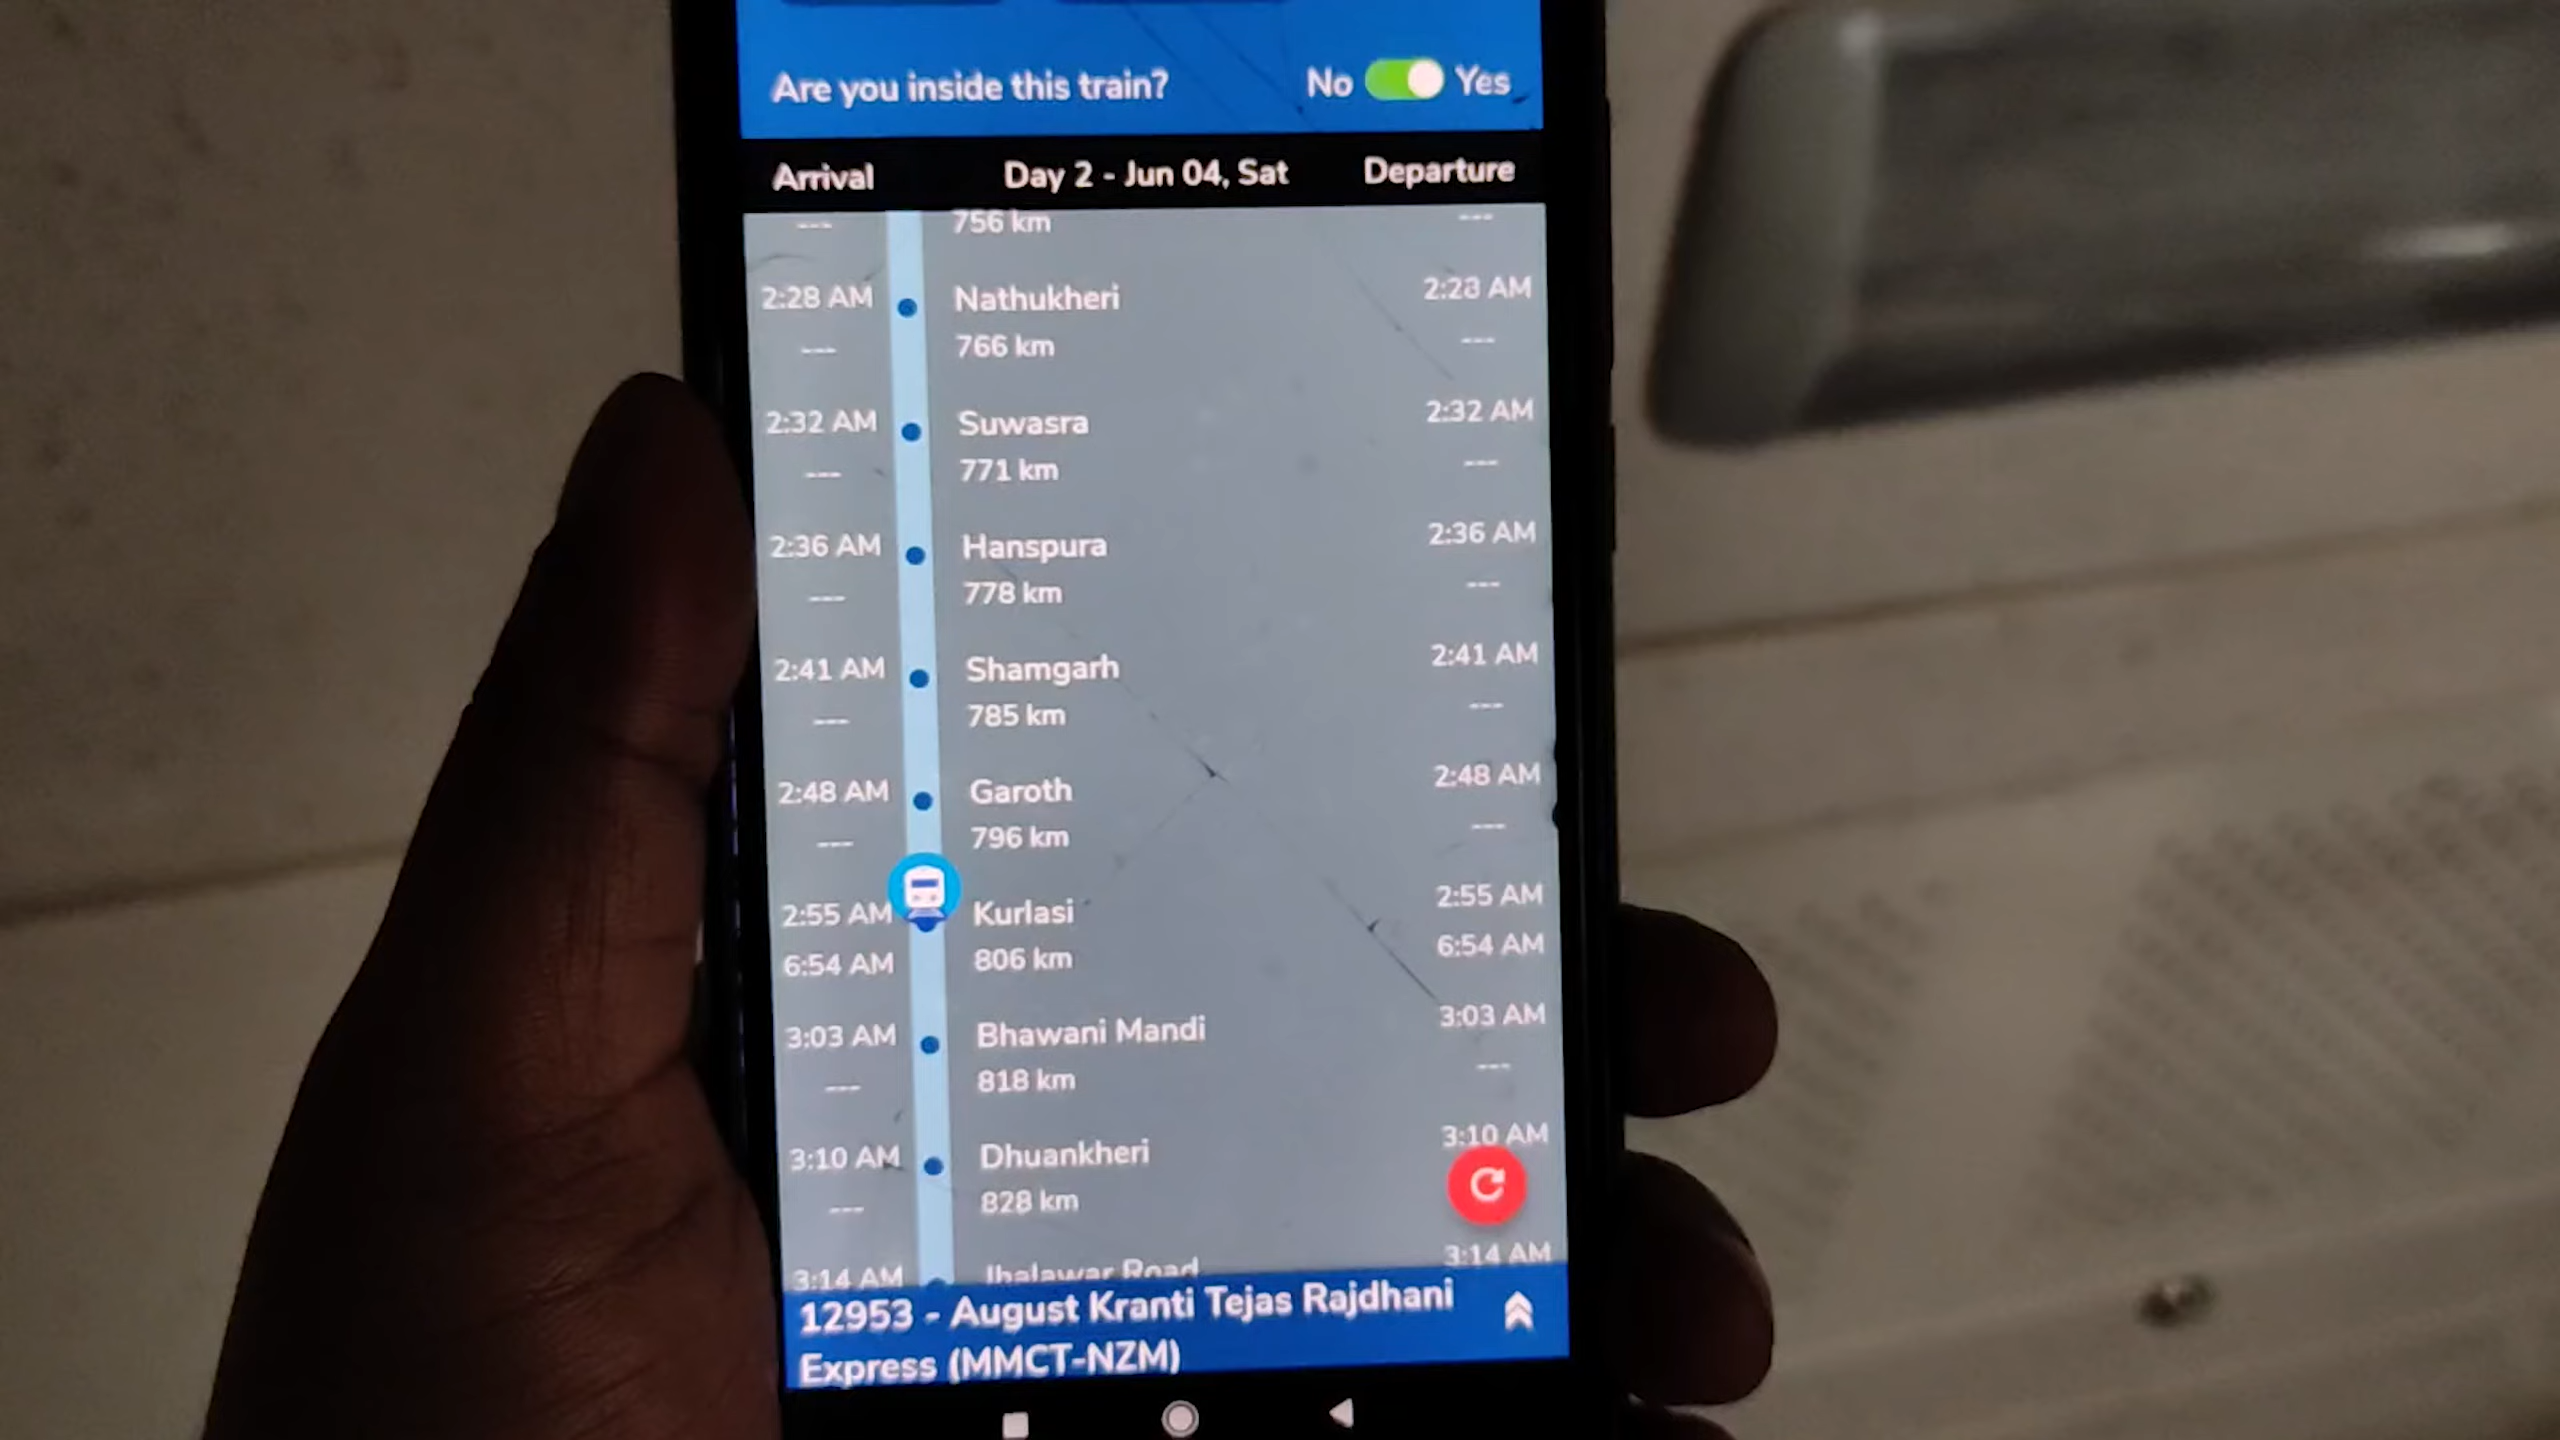 Are you inside this train? No Yes
Arrival Day 2 - Jun 04, Sat Departure
--- 756 km ---
2:28 AM Nathukheri 2:28 AM
--- 766 km ---
2:32 AM Suwasra 2:32 AM
--- 771 km ---
2:36 AM Hanspura 2:36 AM
--- 778 km ---
2:41 AM Shamgarh 2:41 AM
--- 785 km ---
2:48 AM Garoth 2:48 AM
--- 796 km ---
2:55 AM Kurlasi 2:55 AM
6:54 AM 806 km 6:54 AM
3:03 AM Bhawani Mandi 3:03 AM
--- 818 km ---
3:10 AM Dhuankheri 3:10 AM
--- 828 km
3:14 AM Jhalawar Road 3:14 AM
12953 - August Kranti Tejas Rajdhani
Express (MMCT-NZM)